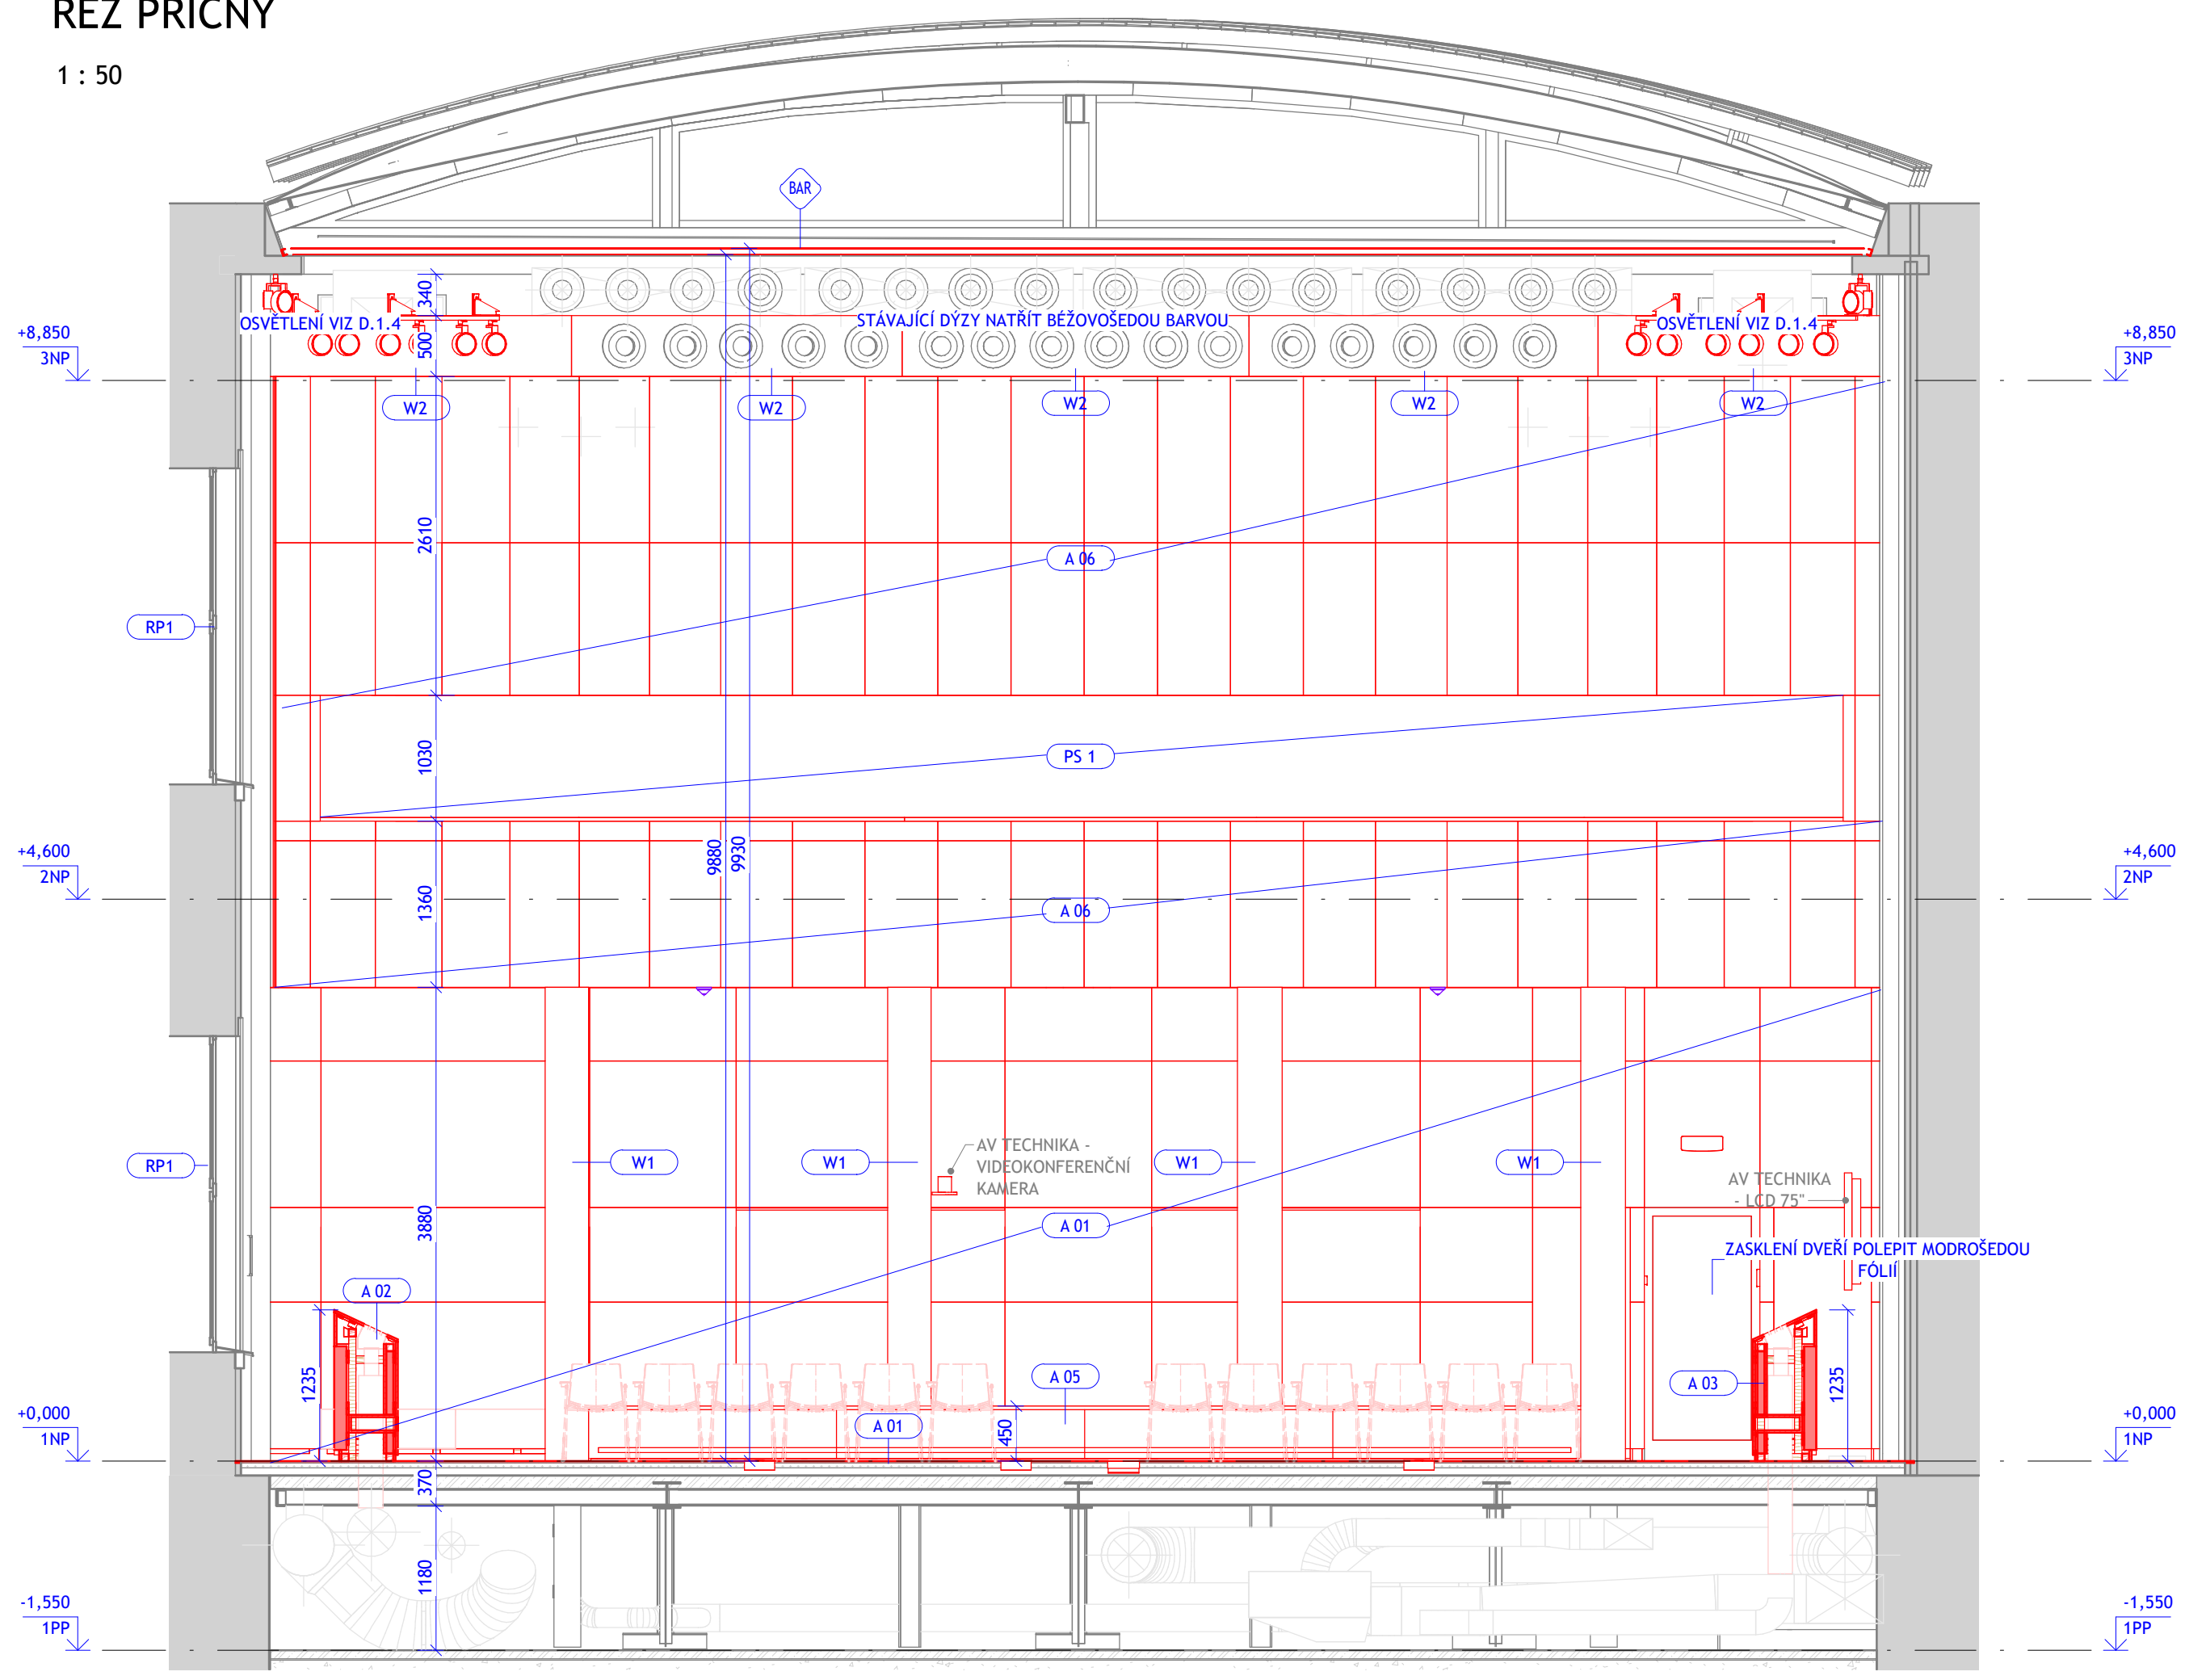 ŘEZ PŘÍČNÝ
1 : 50
BAR
340
OSVĚTLENÍ VIZ D.1.4
STÁVAJÍCÍ DÝZY NATŘÍT BÉŽOVOŠEDOU BARVOU
OSVĚTLENÍ VIZ D.1.4
+8,850
3NP
500
+8,850
3NP
W2
W2
W2
W2
W2
2610
A 06
RP1
1030
PS 1
9880
9930
+4,600
2NP
+4,600
2NP
1360
A 06
RP1
W1
W1
W1
W1
AV TECHNIKA -
VIDEOKONFERENČNÍ
KAMERA
AV TECHNIKA
- LCD 75"
3880
A 01
ZASKLENÍ DVEŘÍ POLEPIT MODROŠEDOU
FÓLIÍ
A 02
1235
A 05
A 03
1235
+0,000
1NP
A 01
450
+0,000
1NP
370
1180
-1,550
1PP
-1,550
1PP